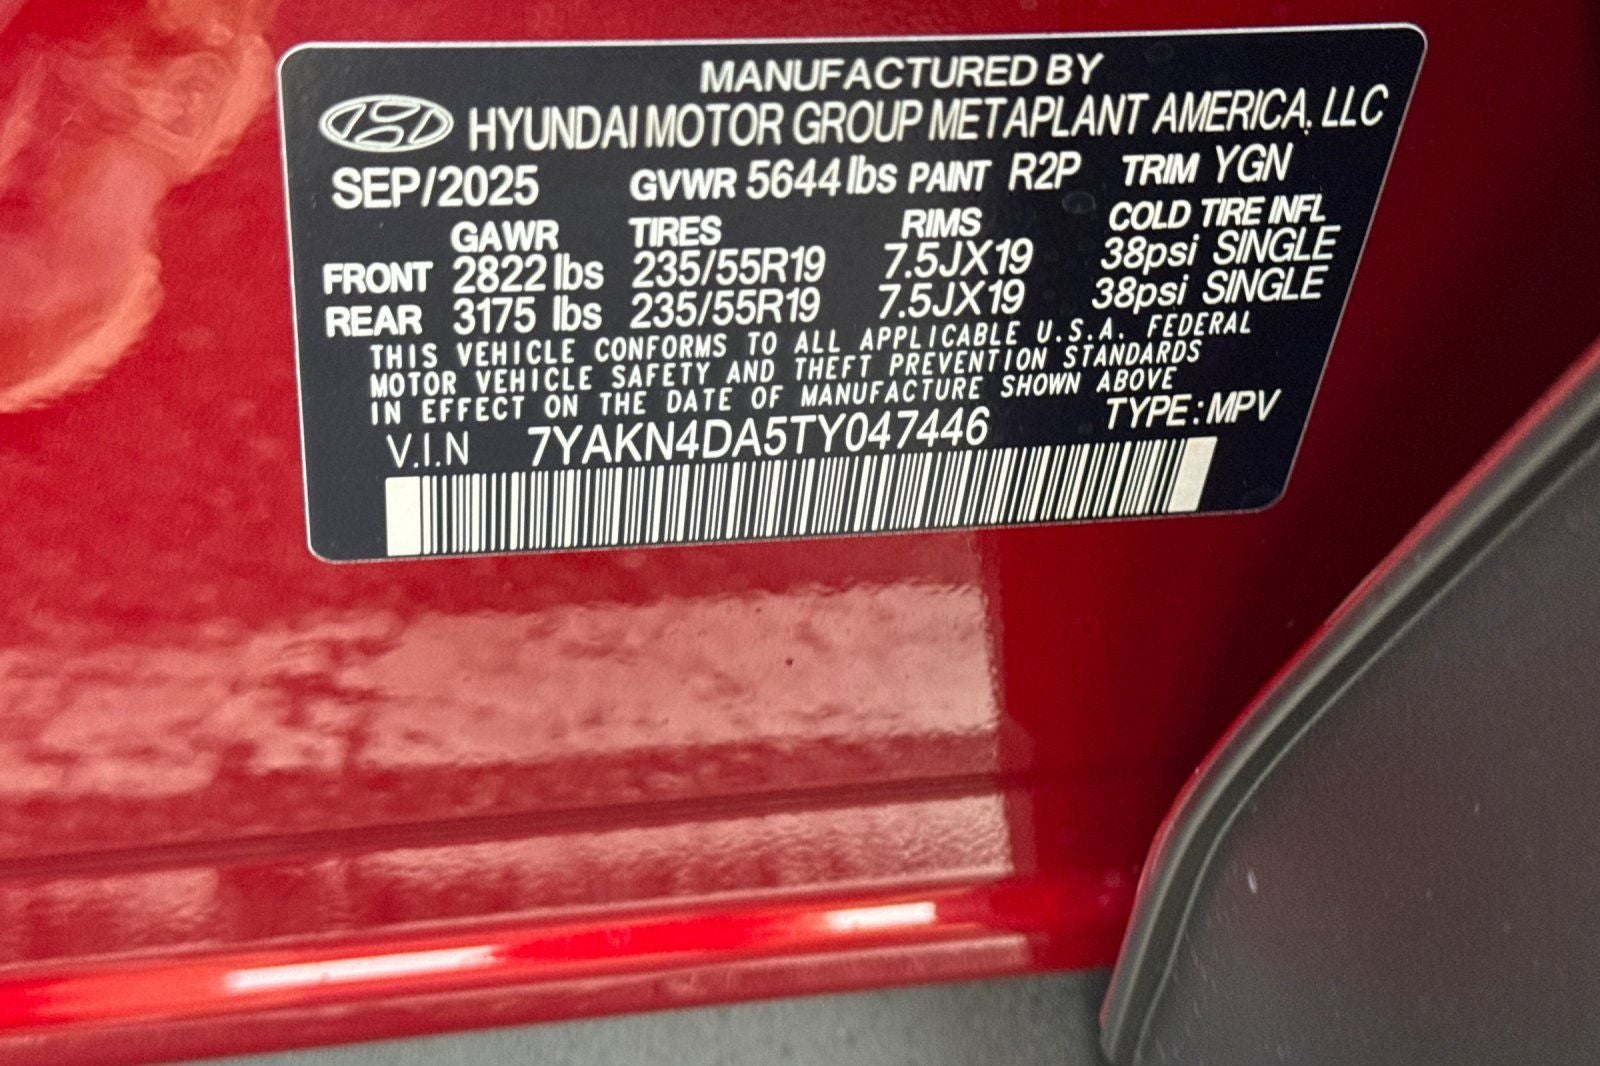 MANUFACTURED BY
HYUNDAI MOTOR GROUP METAPLANT AMERICA, LLC
SEP/2025 GVWR 5644 lbs PAINT R2P TRIM YGN
GAWR TIRES RIMS COLD TIRE INFL
FRONT 2822 lbs 235/55R19 7.5JX19 38psi SINGLE
REAR 3175 lbs 235/55R19 7.5JX19 38psi SINGLE
THIS VEHICLE CONFORMS TO ALL APPLICABLE U.S.A. FEDERAL
MOTOR VEHICLE SAFETY AND THEFT PREVENTION STANDARDS
IN EFFECT ON THE DATE OF MANUFACTURE SHOWN ABOVE
V.I.N 7YAKN4DA5TY047446 TYPE: MPV